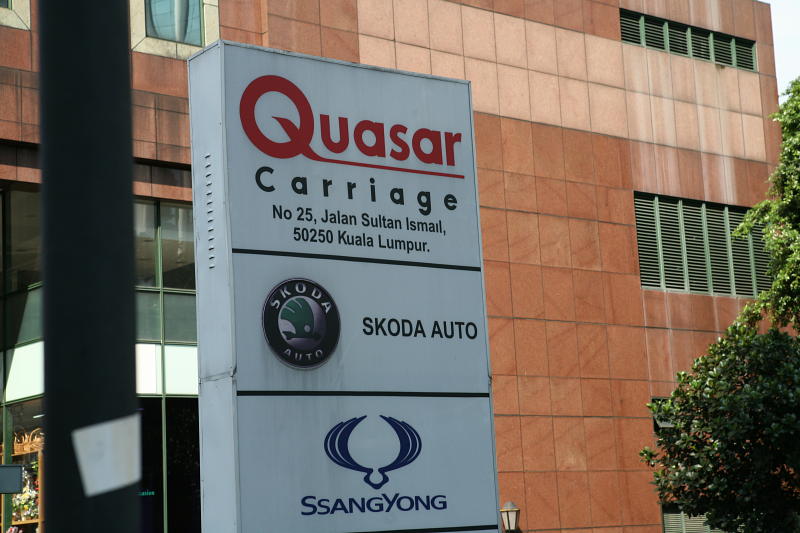 Quasar
Carriage
No 25, Jalan Sultan Ismail,
50250 Kuala Lumpur.
SKODA
AUTO
SKODA AUTO
SSANGYONG